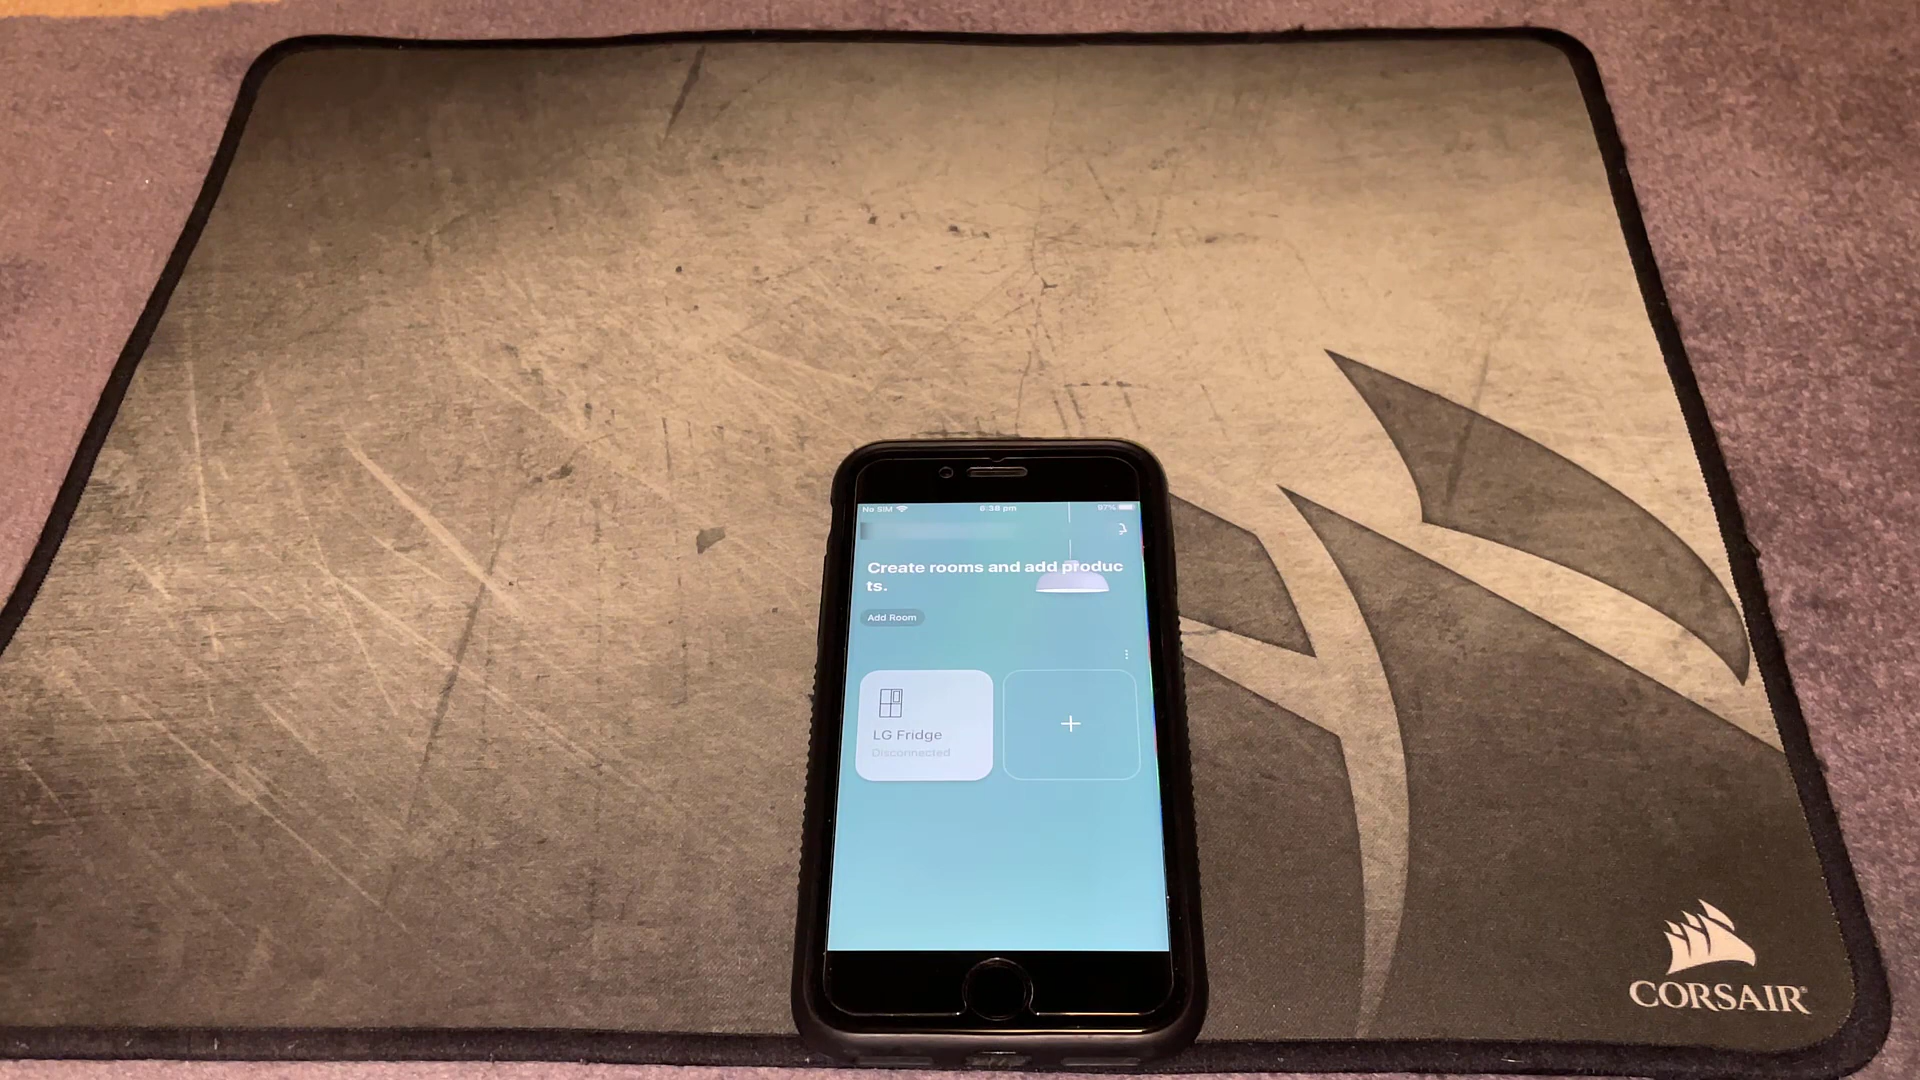 No SIM 6:38 pm 97%
Create rooms and add produc
ts.
Add Room
LG Fridge
Disconnected
CORSAIR